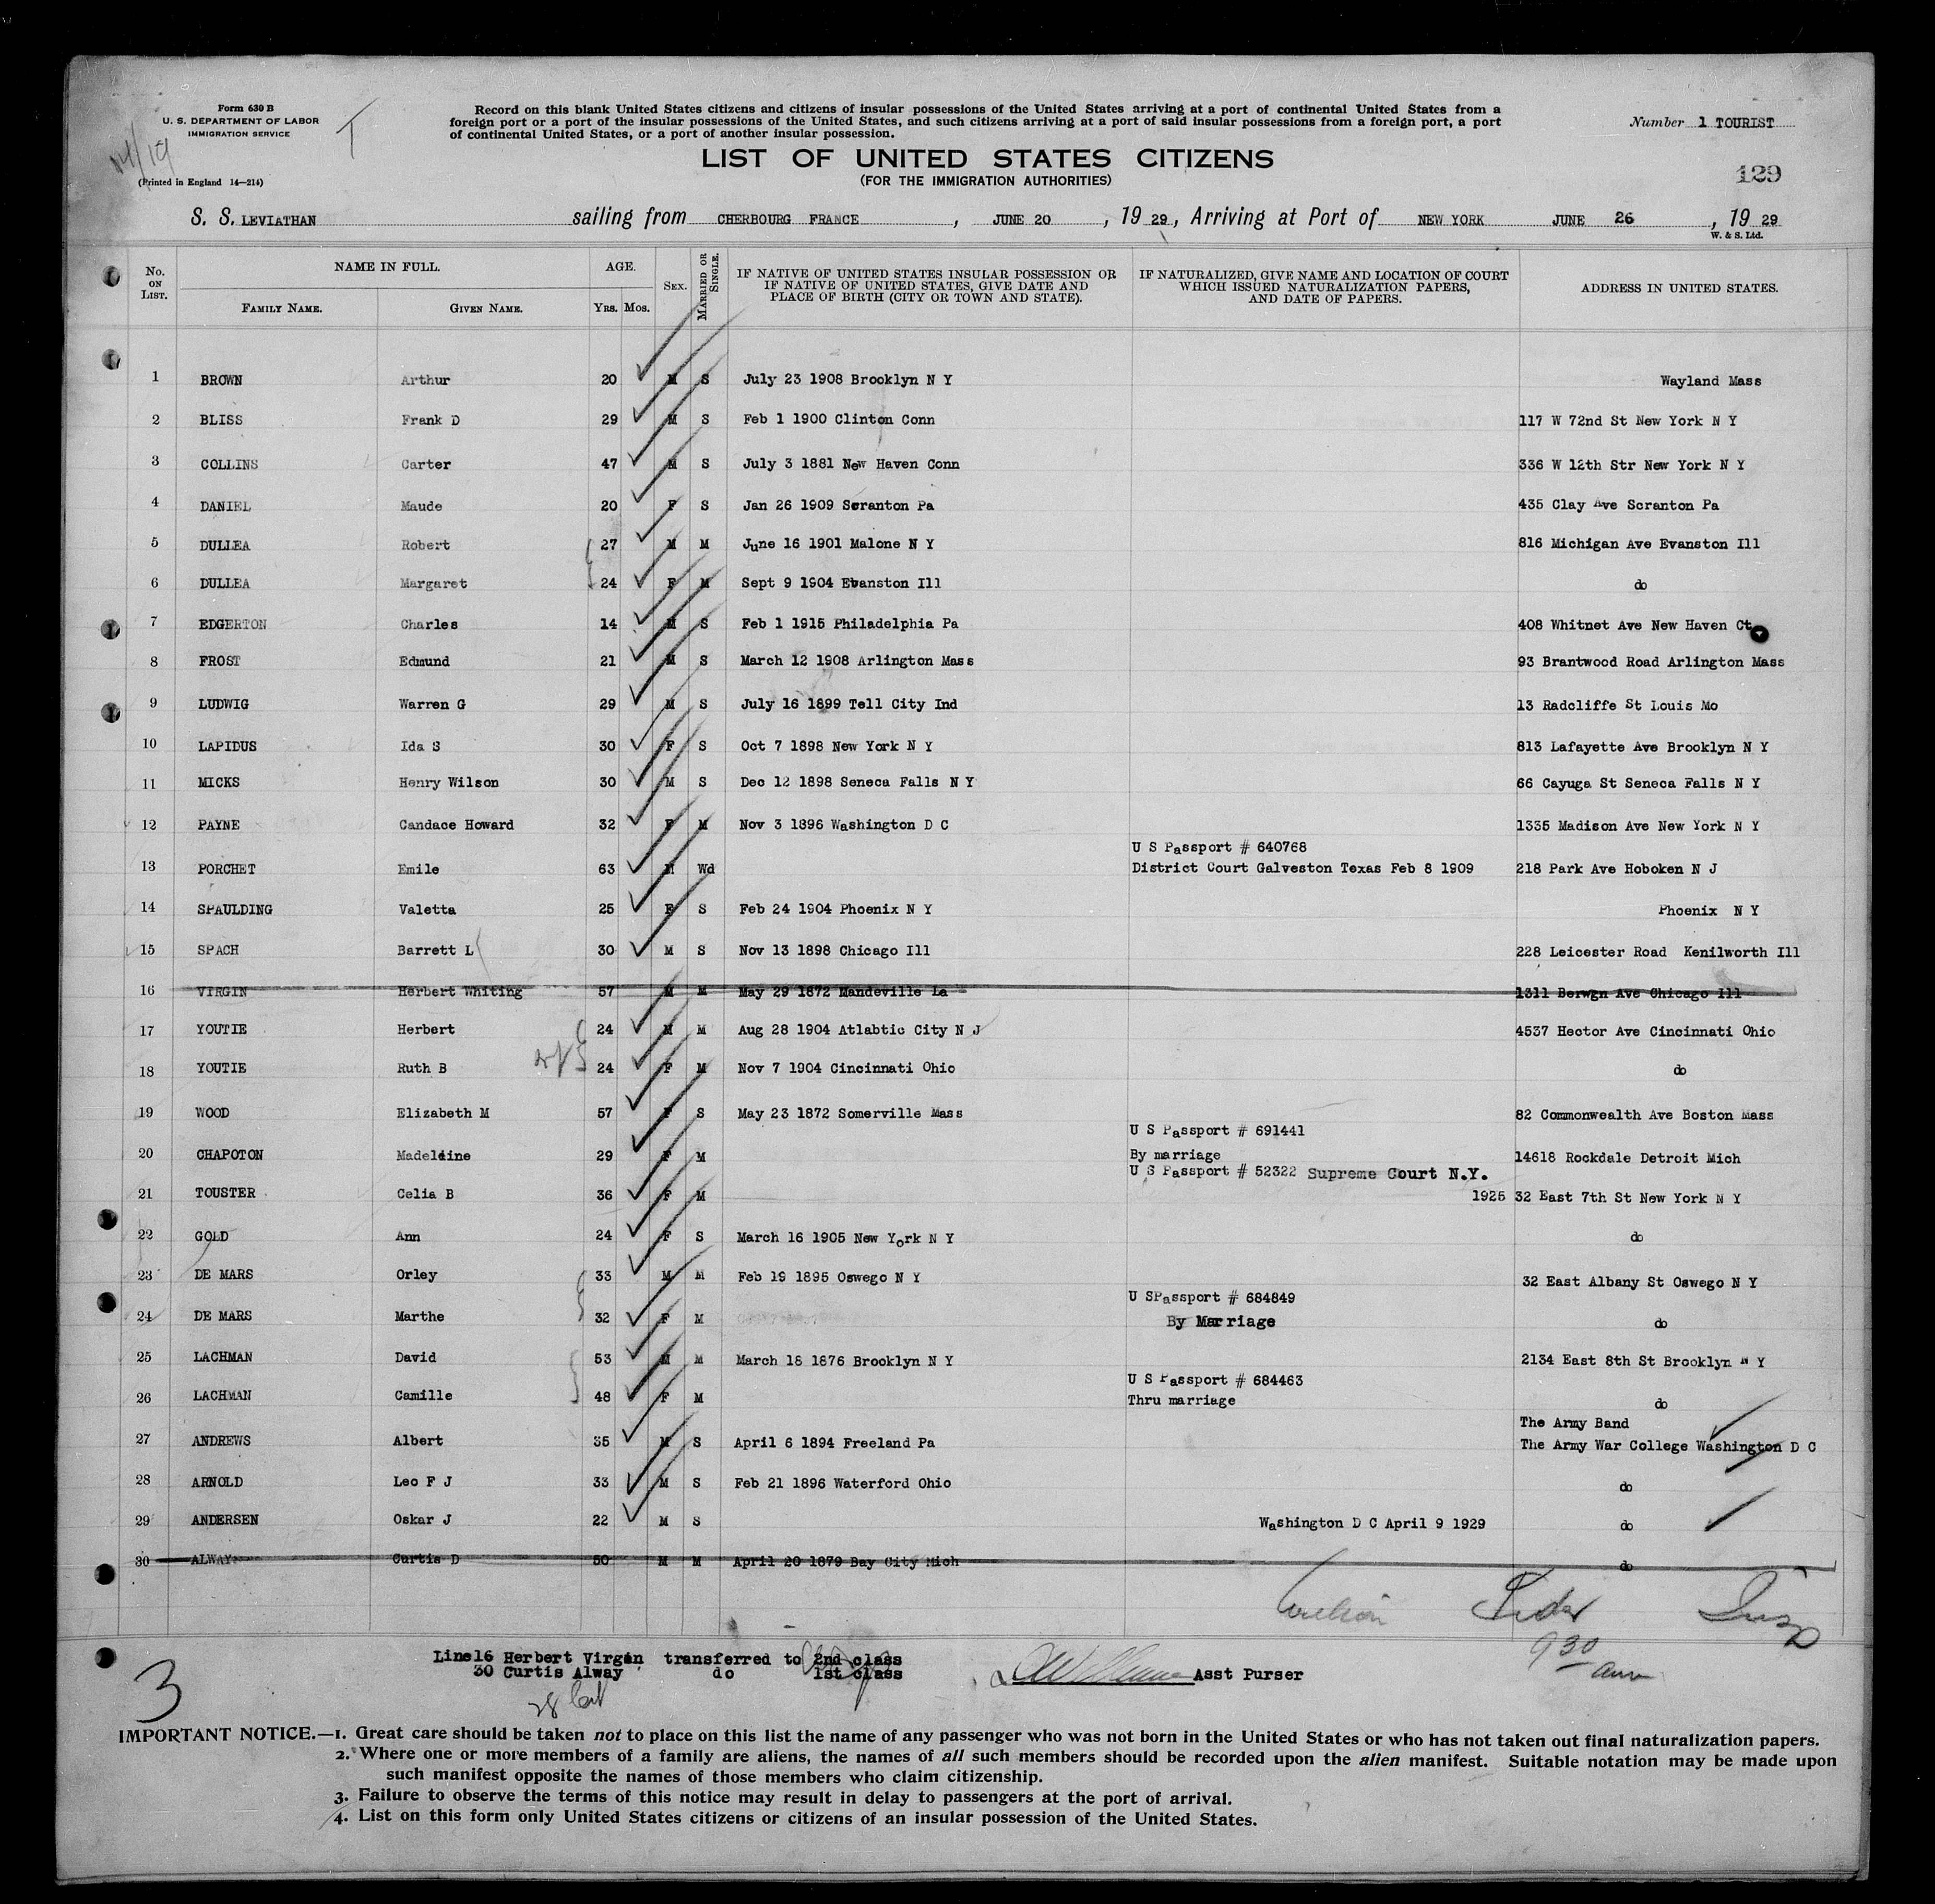 Form 630 B
U. S. DEPARTMENT OF LABOR
IMMIGRATION SERVICE
(Printed in England 14—214)
T
Record on this blank United States citizens and citizens of insular possessions of the United States arriving at a port of continental United States from a
foreign port or a port of the insular possessions of the United States, and such citizens arriving at a port of said insular possessions from a foreign port, a port
of continental United States, or a port of another insular possession.
Number 1 TOURIST
LIST OF UNITED STATES CITIZENS
(FOR THE IMMIGRATION AUTHORITIES)
129
S. S. LEVIATHAN sailing from CHERBOURG FRANCE, JUNE 20, 19 29, Arriving at Port of NEW YORK JUNE 26, 19 29
W. & S. Ltd.
No. ON LIST. NAME IN FULL. AGE. SEX. MARRIED OR SINGLE. IF NATIVE OF UNITED STATES INSULAR POSSESSION OR IF NATIVE OF UNITED STATES, GIVE DATE AND PLACE OF BIRTH (CITY OR TOWN AND STATE). IF NATURALIZED, GIVE NAME AND LOCATION OF COURT WHICH ISSUED NATURALIZATION PAPERS, AND DATE OF PAPERS. ADDRESS IN UNITED STATES.
FAMILY NAME. GIVEN NAME. YRS. MOS.
1 BROWN Arthur 20 M S July 23 1908 Brooklyn N Y Wayland Mass
2 BLISS Frank D 29 M S Feb 1 1900 Clinton Conn 117 W 72nd St New York N Y
3 COLLINS Carter 47 M S July 3 1881 New Haven Conn 336 W 12th Str New York N Y
4 DANIEL Maude 20 F S Jan 26 1909 Scranton Pa 435 Clay Ave Scranton Pa
5 DULLEA Robert 27 M M June 16 1901 Malone N Y 816 Michigan Ave Evanston Ill
6 DULLEA Margaret 24 F M Sept 9 1904 Evanston Ill do
7 EDGERTON Charles 14 M S Feb 1 1915 Philadelphia Pa 408 Whitnet Ave New Haven Ct
8 FROST Edmund 21 M S March 12 1908 Arlington Mass 93 Brantwood Road Arlington Mass
9 LUDWIG Warren G 29 M S July 16 1899 Tell City Ind 13 Radcliffe St Louis Mo
10 LAPIDUS Ida S 30 F S Oct 7 1898 New York N Y 813 Lafayette Ave Brooklyn N Y
11 MICKS Henry Wilson 30 M S Dec 12 1898 Seneca Falls N Y 66 Cayuga St Seneca Falls N Y
12 PAYNE Candace Howard 32 F M Nov 3 1896 Washington D C 1335 Madison Ave New York N Y
U S Passport # 640768
13 PORCHET Emile 63 M Wd District Court Galveston Texas Feb 8 1909 218 Park Ave Hoboken N J
14 SPAULDING Valetta 25 F S Feb 24 1904 Phoenix N Y Phoenix N Y
15 SPACH Barrett L 30 M S Nov 13 1898 Chicago Ill 228 Leicester Road Kenilworth Ill
16 VIRGIN Herbert Whiting 57 M M May 29 1872 Mandeville La 1311 Berwgn Ave Chicago Ill
17 YOUTIE Herbert 24 M M Aug 28 1904 Atlabtic City N J 4537 Hector Ave Cincinnati Ohio
18 YOUTIE Ruth B 24 F M Nov 7 1904 Cincinnati Ohio do
19 WOOD Elizabeth M 57 F S May 23 1872 Somerville Mass 82 Commonwealth Ave Boston Mass
U S Passport # 691441
20 CHAPOTON Madeleine 29 F M By marriage 14618 Rockdale Detroit Mich
U S Passport # 52322 Supreme Court N.Y.
21 TOUSTER Celia B 36 F M 1925 32 East 7th St New York N Y
22 GOLD Ann 24 F S March 16 1905 New York N Y do
23 DE MARS Orley 33 M M Feb 19 1895 Oswego N Y 32 East Albany St Oswego N Y
U SPassport # 684849
24 DE MARS Marthe 32 F M By Marriage do
25 LACHMAN David 53 M M March 18 1876 Brooklyn N Y 2134 East 8th St Brooklyn N Y
U S Passport # 684463
26 LACHMAN Camille 48 F M Thru marriage do
The Army Band
27 ANDREWS Albert 35 M S April 6 1894 Freeland Pa The Army War College Washington D C
28 ARNOLD Leo F J 33 M S Feb 21 1896 Waterford Ohio do
29 ANDERSEN Oskar J 22 M S Washington D C April 9 1929 do
30 ALWAY Curtis D 50 M M April 20 1879 Bay City Mich do
9 30 am
Line16 Herbert Virgin transferred to 2nd class
30 Curtis Alway do 1st class
Asst Purser
3
IMPORTANT NOTICE.—1. Great care should be taken not to place on this list the name of any passenger who was not born in the United States or who has not taken out final naturalization papers.
2. Where one or more members of a family are aliens, the names of all such members should be recorded upon the alien manifest. Suitable notation may be made upon
such manifest opposite the names of those members who claim citizenship.
3. Failure to observe the terms of this notice may result in delay to passengers at the port of arrival.
4. List on this form only United States citizens or citizens of an insular possession of the United States.